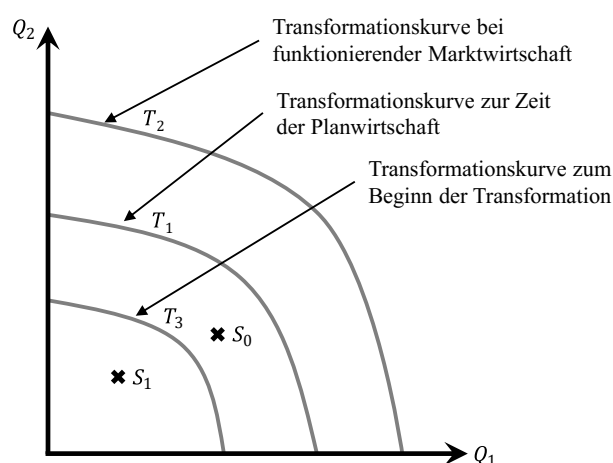 Q₂
Transformationskurve bei
funktionierender Marktwirtschaft
T₂
Transformationskurve zur Zeit
der Planwirtschaft
Transformationskurve zum
Beginn der Transformation
T₁
T₃
S₀
S₁
Q₁